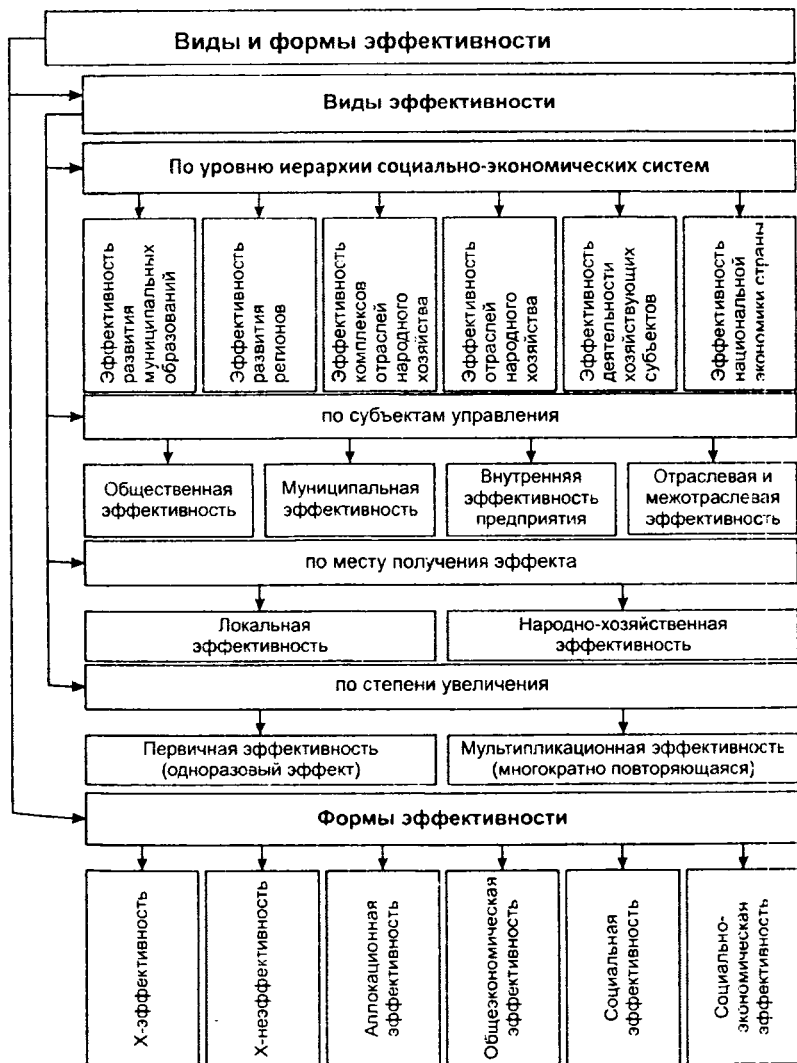 Виды и формы эффективности
Виды эффективности
По уровню иерархии социально-экономических систем
Эффективность
развития
муниципальных
образований
Эффективность
развития
регионов
Эффективность
комплексов
отраслей
народного
хозяйства
Эффективность
отраслей
народного
хозяйства
Эффективность
деятельности
хозяйствующих
субъектов
Эффективность
национальной
экономики страны
по субъектам управления
Общественная
эффективность
Муниципальная
эффективность
Внутренняя
эффективность
предприятия
Отраслевая и
межотраслевая
эффективность
по месту получения эффекта
Локальная
эффективность
Народно-хозяйственная
эффективность
по степени увеличения
Первичная эффективность
(одноразовый эффект)
Мультипликационная эффективность
(многократно повторяющаяся)
Формы эффективности
Х-эффективность
Х-неэффективность
Аллокационная
эффективность
Общеэкономическая
эффективность
Социальная
эффективность
Социально-
экономическая
эффективность